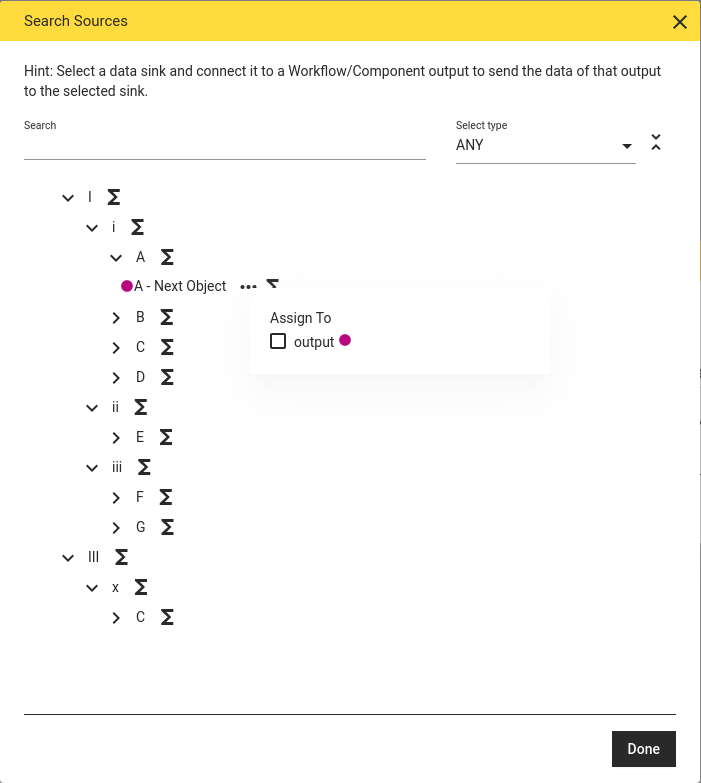 Search Sources
Hint: Select a data sink and connect it to a Workflow/Component output to send the data of that output
to the selected sink.
Search
Select type
ANY
I Σ
i Σ
A Σ
A - Next Object ••• Σ
Assign To
output
B Σ
C Σ
D Σ
ii Σ
E Σ
iii Σ
F Σ
G Σ
III Σ
x Σ
C Σ
Done